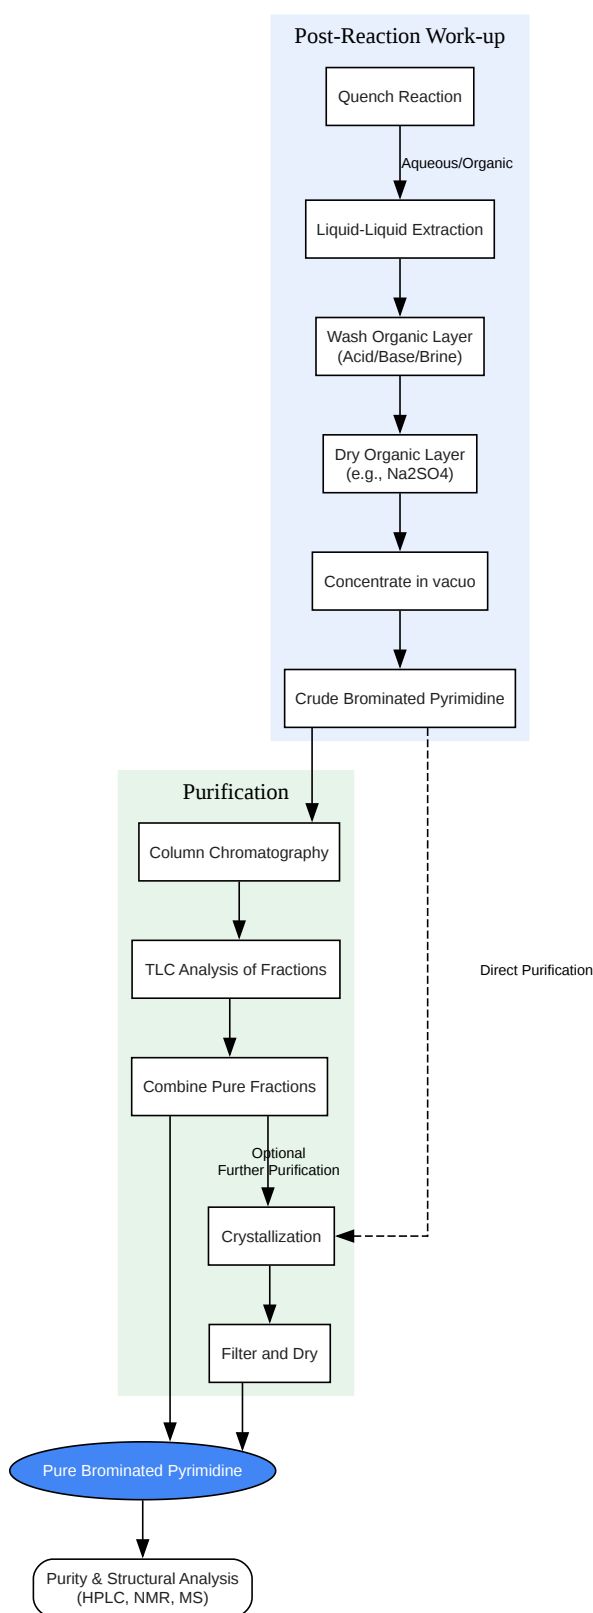 Post-Reaction Work-up
Quench Reaction
Aqueous/Organic
Liquid-Liquid Extraction
Wash Organic Layer
(Acid/Base/Brine)
Dry Organic Layer
(e.g., Na2SO4)
Concentrate in vacuo
Crude Brominated Pyrimidine
Purification
Column Chromatography
TLC Analysis of Fractions
Direct Purification
Combine Pure Fractions
Optional
Further Purification
Crystallization
Filter and Dry
Pure Brominated Pyrimidine
Purity & Structural Analysis
(HPLC, NMR, MS)